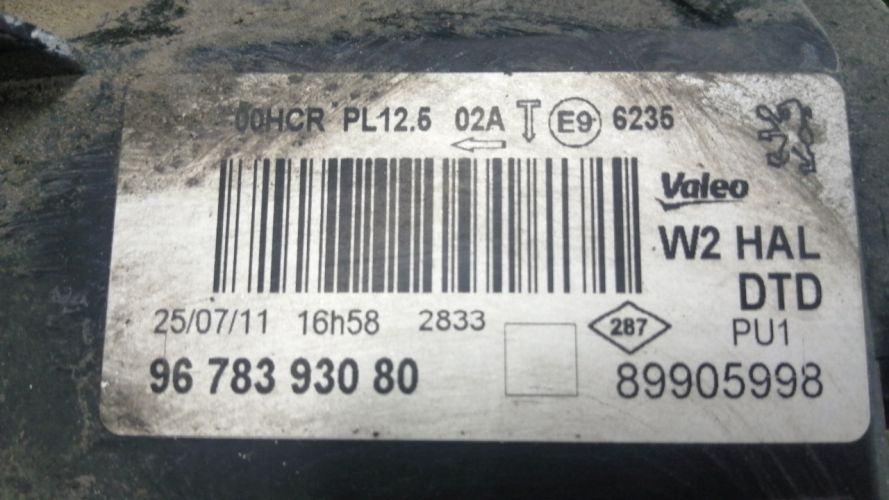 00HCR PL12.5 02A E9 6235
Valeo
W2 HAL
DTD
25/07/11 16h58 2833 287 PU1
96 783 930 80 89905998